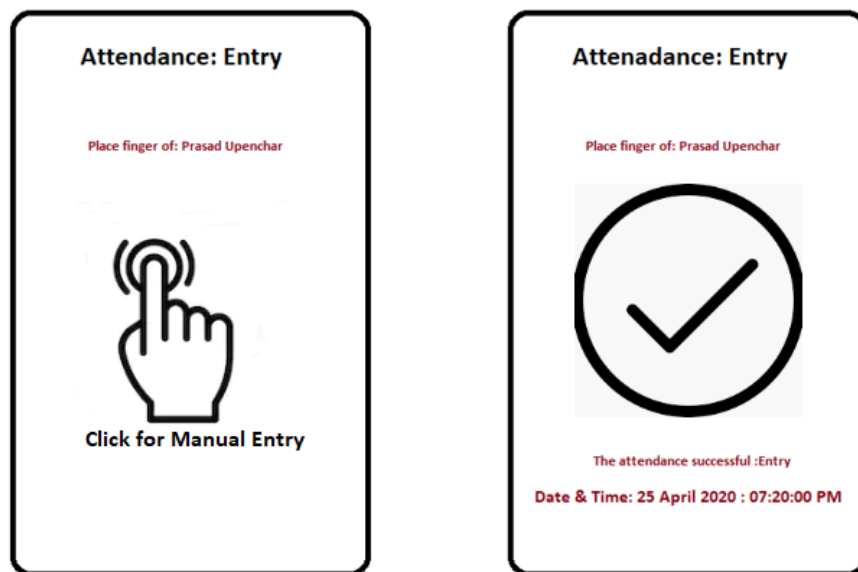 Attendance: Entry
Place finger of: Prasad Upenchar
Click for Manual Entry
Attenadance: Entry
Place finger of: Prasad Upenchar
The attendance successful :Entry
Date & Time: 25 April 2020 : 07:20:00 PM